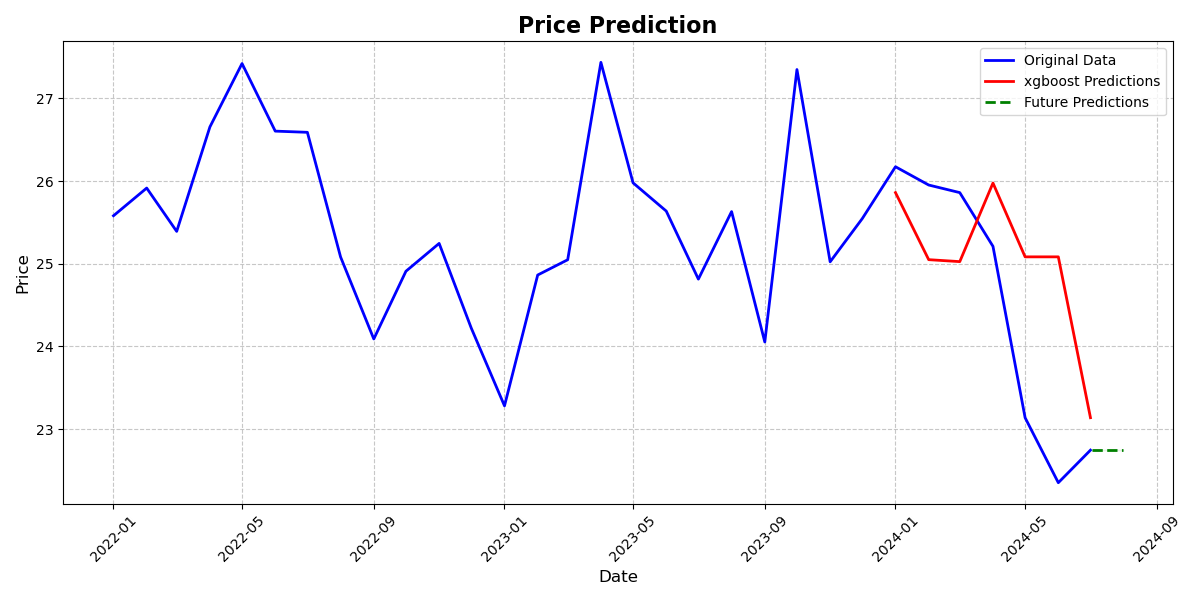 Price Prediction
Original Data
xgboost Predictions
Future Predictions
27
26
25
24
23
Price
2022-01
2022-05
2022-09
2023-01
2023-05
2023-09
2024-01
2024-05
2024-09
Date